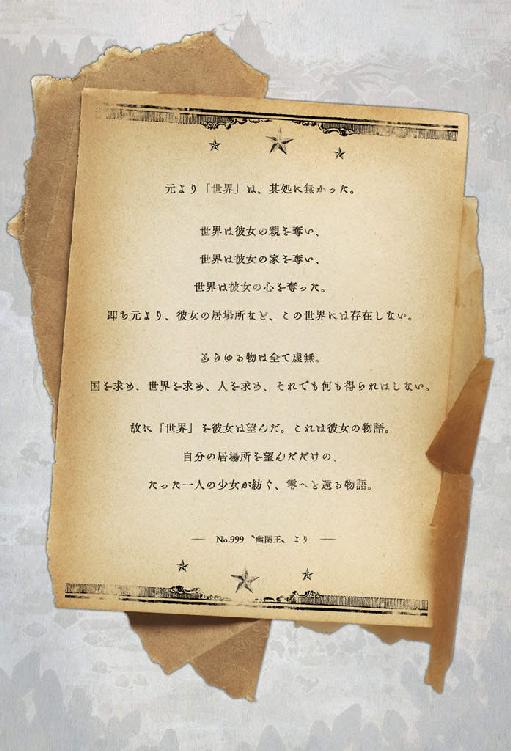 元より「世界」は、其処に無かった。
世界は彼女の親を奪い、
世界は彼女の家を奪い、
世界は彼女の心を奪った。
即ち元より、彼女の居場所など、この世界には存在しない。
あらゆる物は全て虚無。
国を求め、世界を求め、人を求め、それでも何も得られはしない。
故に「世界」を彼女は望んだ。これは彼女の物語。
自分の居場所を望んだだけの、
たった一人の少女が紡ぐ、零へと還る物語。
— No.999 〝幽閉王〟 より —